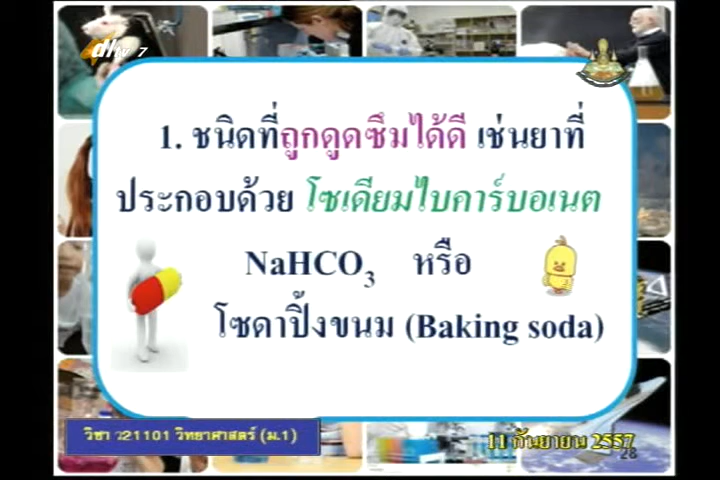 dltv 7
1. ชนิดที่ถูกดูดซึมได้ดี เช่นยาที่
ประกอบด้วย โซเดียมไบคาร์บอเนต
NaHCO₃ หรือ
โซดาปิ้งขนม (Baking soda)
วิชา ว21101 วิทยาศาสตร์ (ม.1)
11 กันยายน 2557
28